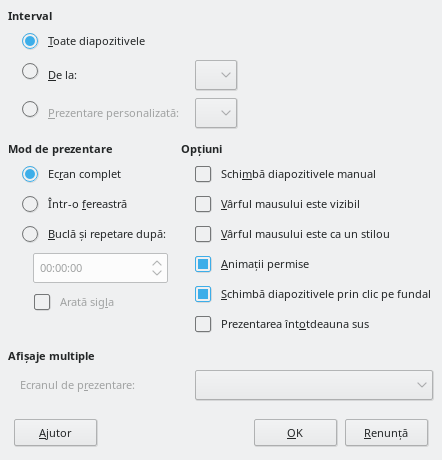 Interval
Toate diapozitivele
De la:
Prezentare personalizată:
Mod de prezentare
Ecran complet
Într-o fereastră
Buclă și repetare după:
00:00:00
Arată sigla
Opțiuni
Schimbă diapozitivele manual
Vârful mausului este vizibil
Vârful mausului este ca un stilou
Animații permise
Schimbă diapozitivele prin clic pe fundal
Prezentarea întotdeauna sus
Afișaje multiple
Ecranul de prezentare:
Ajutor
OK
Renunță